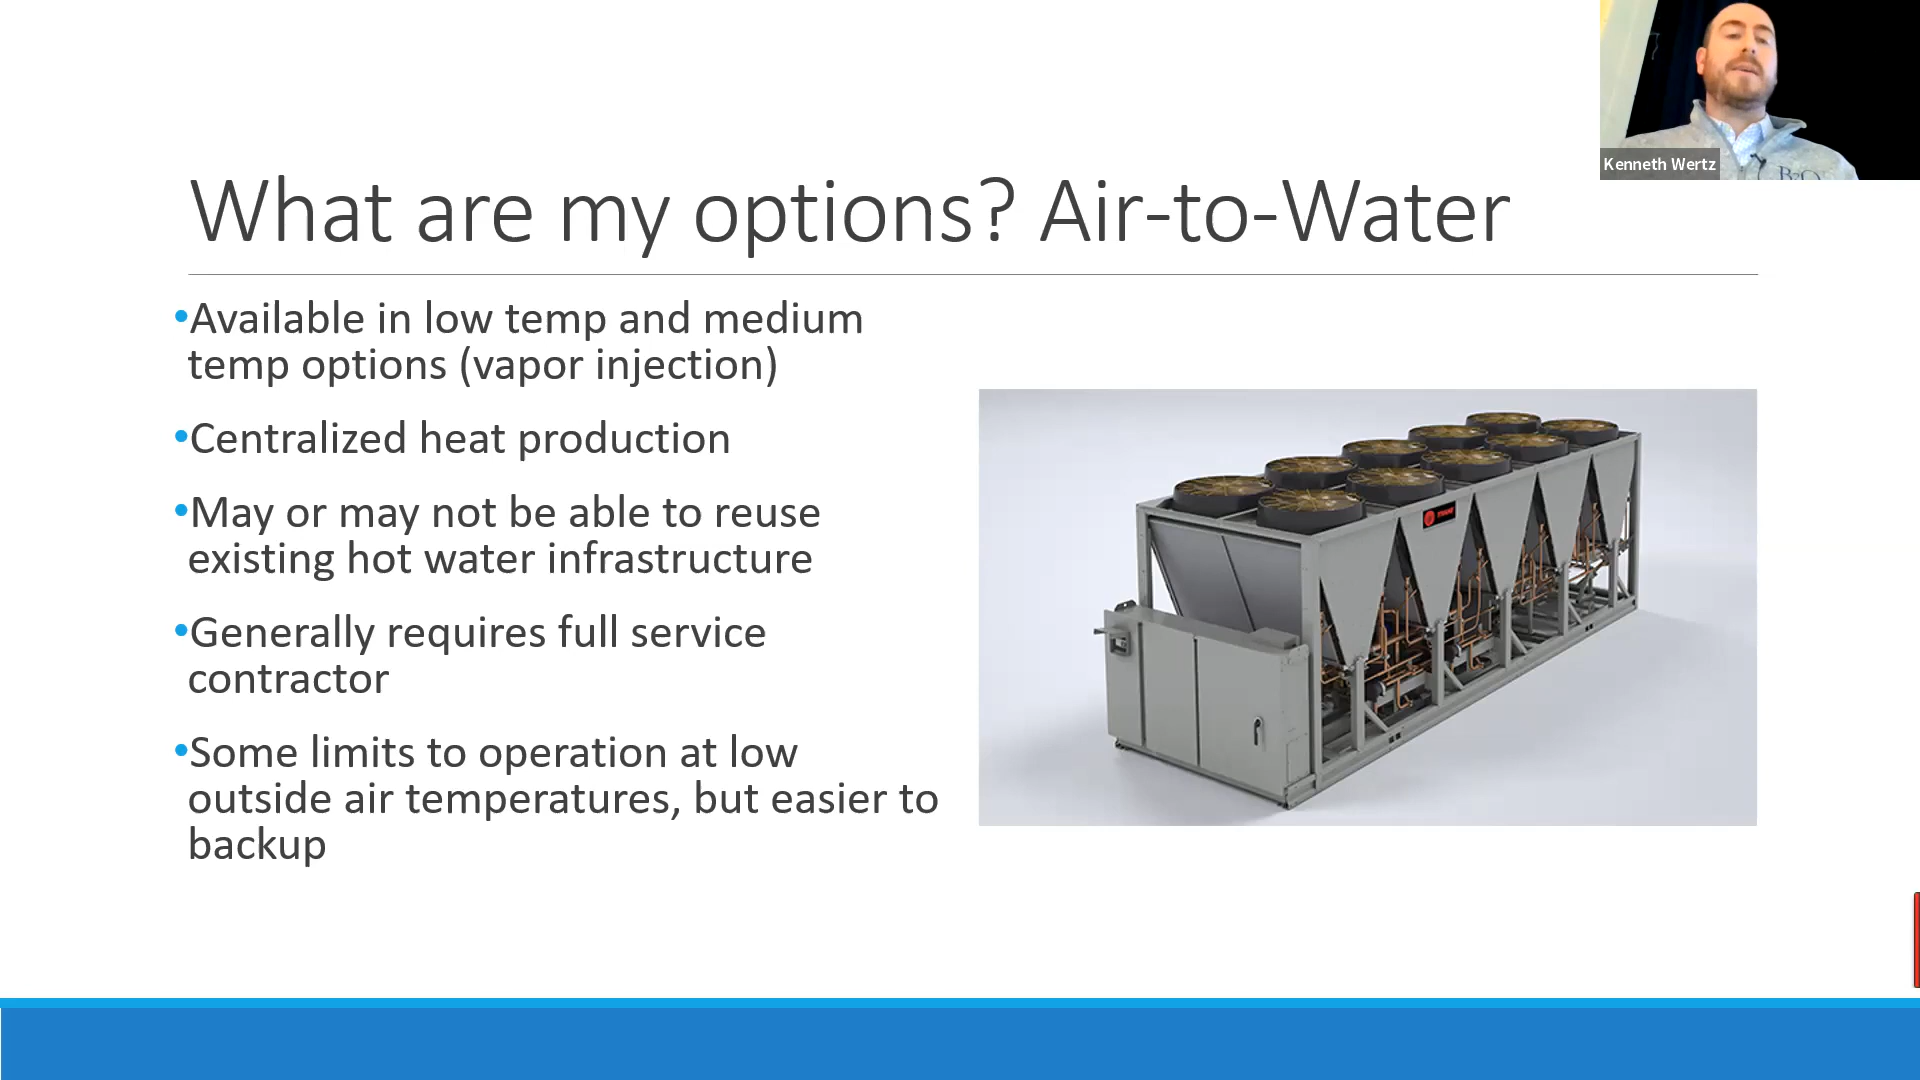 Kenneth Wertz
What are my options? Air-to-Water
•Available in low temp and medium
temp options (vapor injection)
•Centralized heat production
•May or may not be able to reuse
existing hot water infrastructure
•Generally requires full service
contractor
•Some limits to operation at low
outside air temperatures, but easier to
backup
TRANE